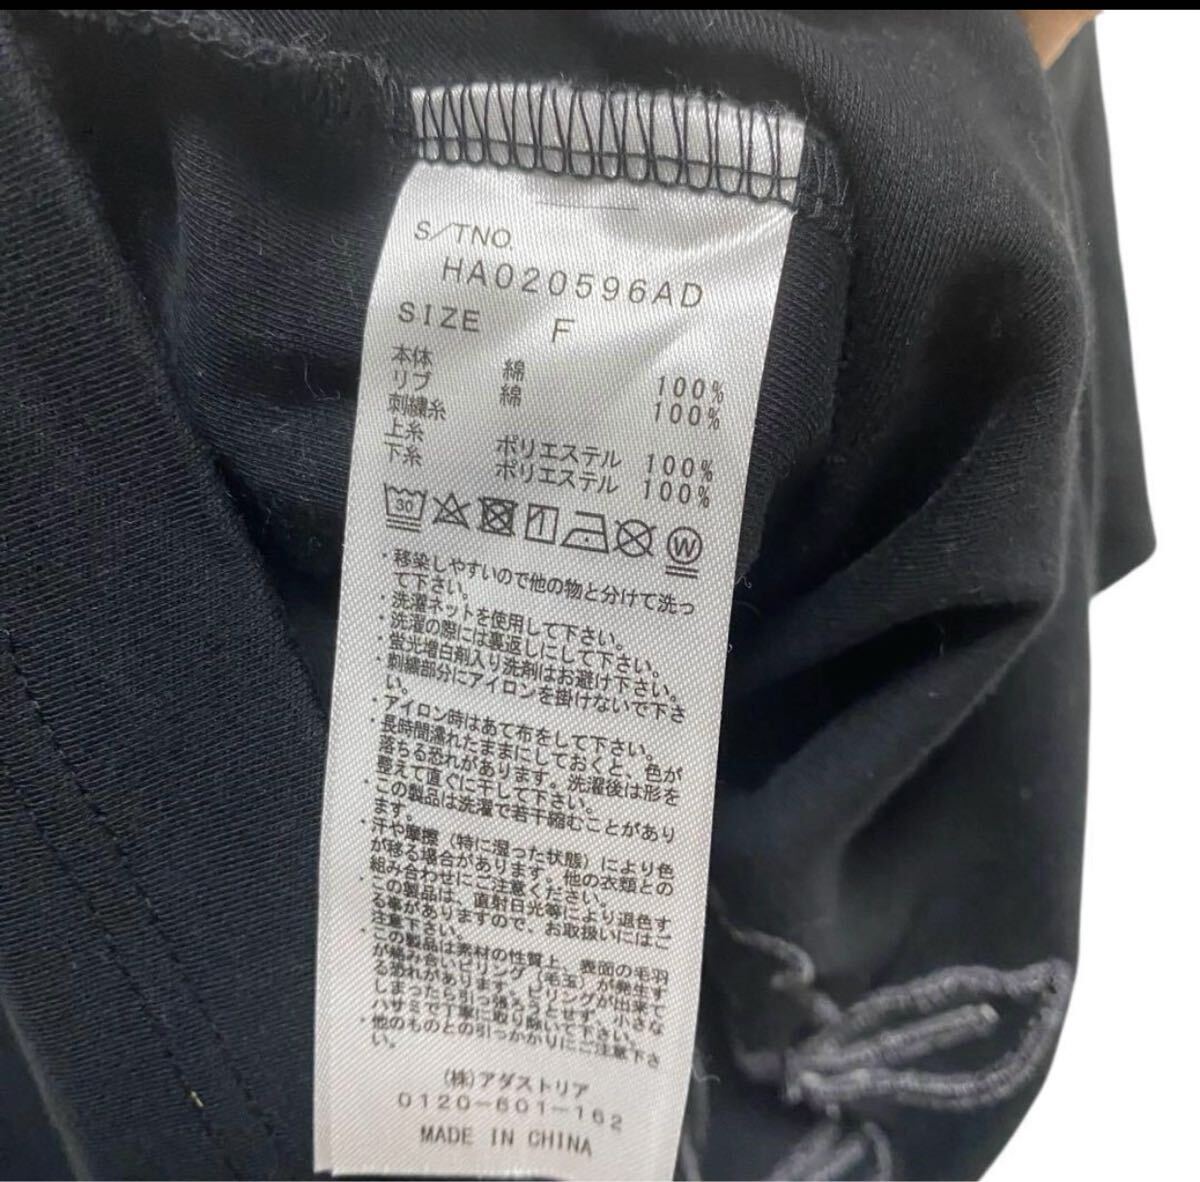 S/TNO
HA020596AD
SIZE F
本体 綿 100%
リブ 綿 100%
刺繍糸
上糸 ポリエステル 100%
下糸 ポリエステル 100%
30
W
・移染しやすいので他の物と分けて洗っ
て下さい。
・洗濯ネットを使用して下さい。
・洗濯の際には裏返しにして下さい。
・蛍光増白剤入り洗剤はお避け下さい。
・刺繍部分にアイロンを掛けないで下さ
い。
・アイロン時はあて布をして下さい。
・長時間濡れたままにしておくと、色が
落ちる恐れがあります。洗濯後は形を
整えて直ぐに干して下さい。
・この製品は洗濯で若干縮むことがあり
ます。
・汗や摩擦(特に湿った状態)により色
が移る場合があります。他の衣類との
組み合わせにご注意ください。
・この製品は、直射日光等により退色す
る事がありますので、お取扱いにはご
注意下さい。
・この製品は素材の性質上、表面の毛羽
が絡み合いピリング(毛玉)が発生す
る恐れがあります。ピリングが出来て
しまったら引っ張ろうとせず、小さな
ハサミで丁寧に取り除いて下さい。
・他のものとの引っかかりにご注意下さ
い。
(株)アダストリア
0120-601-162
MADE IN CHINA